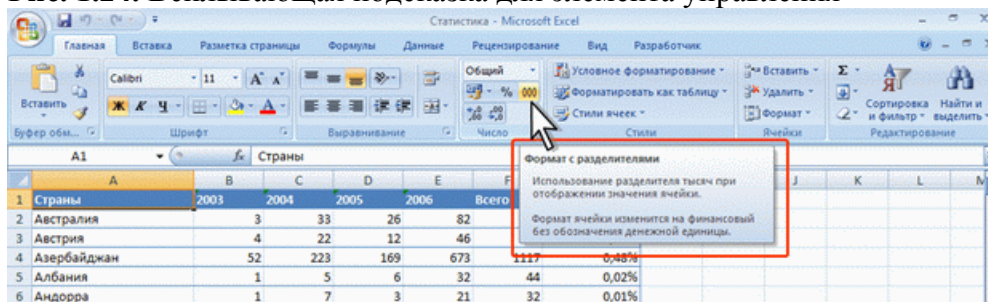 Статистика - Microsoft Excel
Главная Вставка Разметка страницы Формулы Данные Рецензирование Вид Разработчик
Calibri 11 A A Общий Условное форматирование Вставить Σ
Вставить Ж К Ч A % 000 Форматировать как таблицу Удалить Сортировка и фильтр Найти и выделить
Стили ячеек Формат
Буфер обм... Шрифт Выравнивание Число Стили Ячейки Редактирование
A1 fx Страны
Формат с разделителями
Использование разделителя тысяч при
отображении значения ячейки.
Формат ячейки изменится на финансовый
без обозначения денежной единицы.
A B C D E F J K L
1 Страны 2003 2004 2005 2006 Всего
2 Австралия 3 33 26 82
3 Австрия 4 22 12 46
4 Азербайджан 52 223 169 673 1117 0,48%
5 Албания 1 5 6 32 44 0,02%
6 Андорра 1 7 3 21 32 0,01%